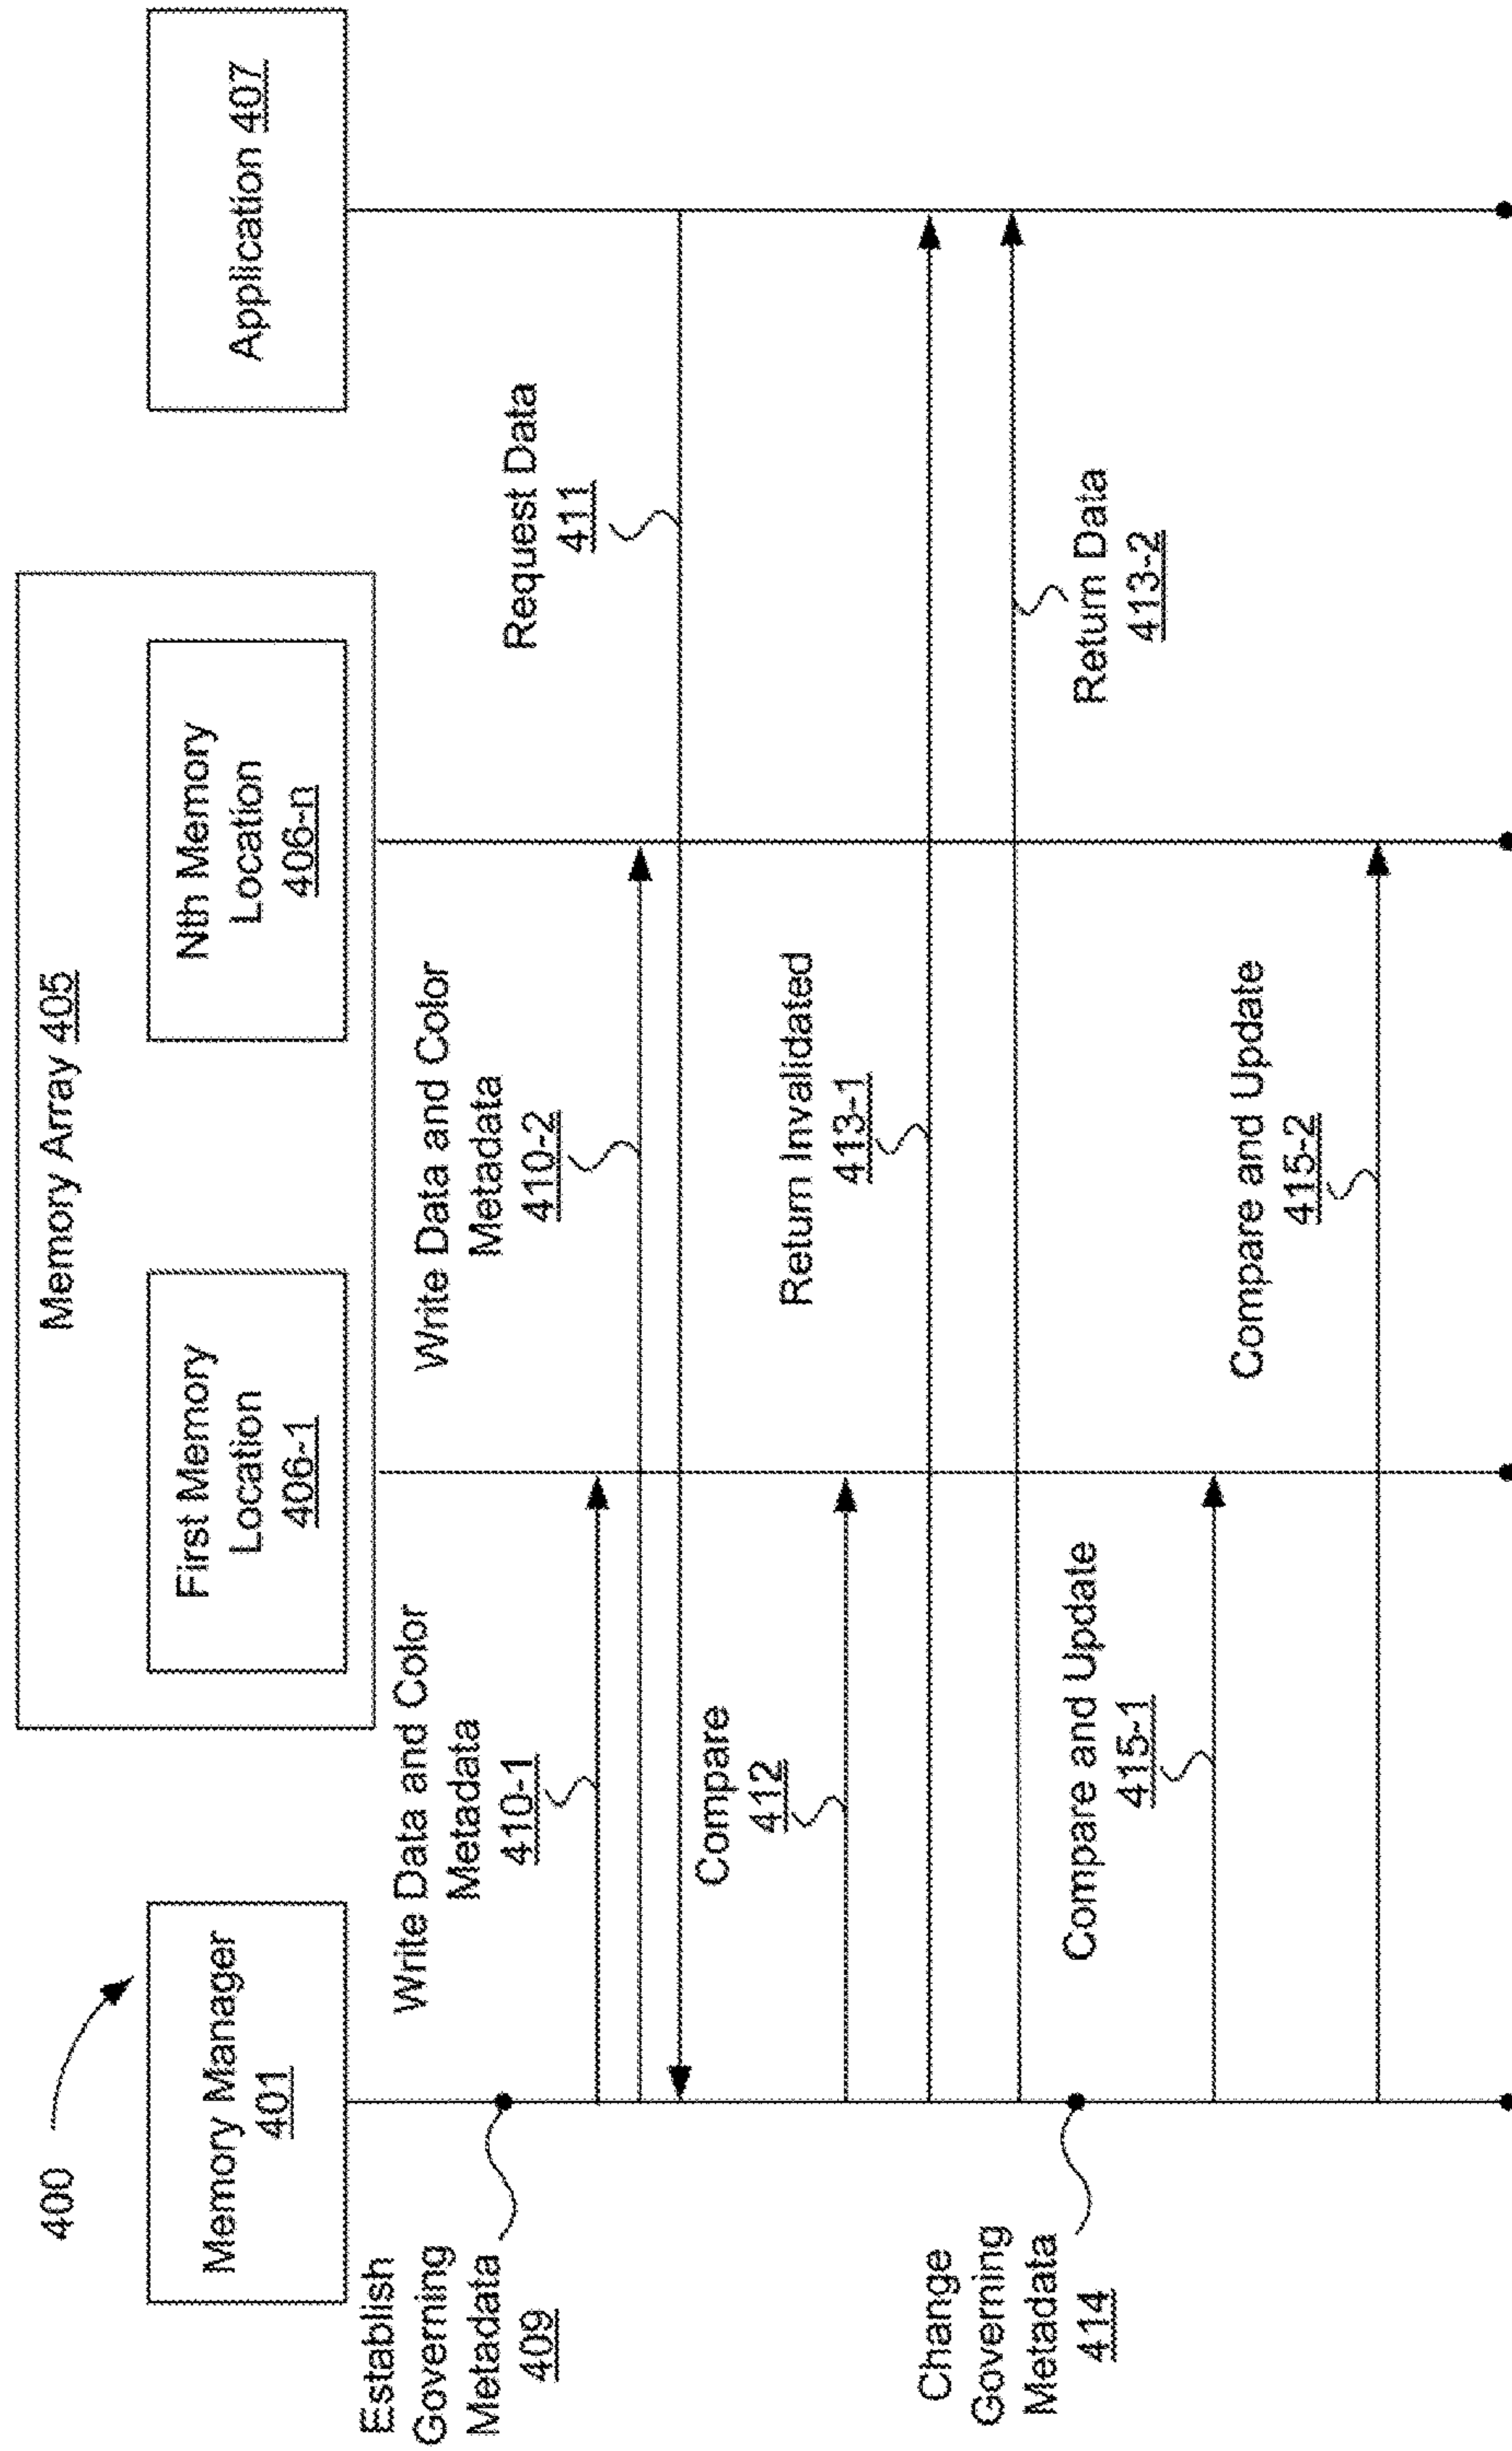 400
Memory Array 405
Memory Manager
401
First Memory
Location
406-1
Nth Memory
Location
406-n
Application 407
Establish
Governing
Metadata
409
Write Data and Color
Metadata
410-1
Write Data and Color
Metadata
410-2
Request Data
411
Compare
412
Return Invalidated
413-1
Return Data
413-2
Change
Governing
Metadata
414
Compare and Update
415-1
Compare and Update
415-2